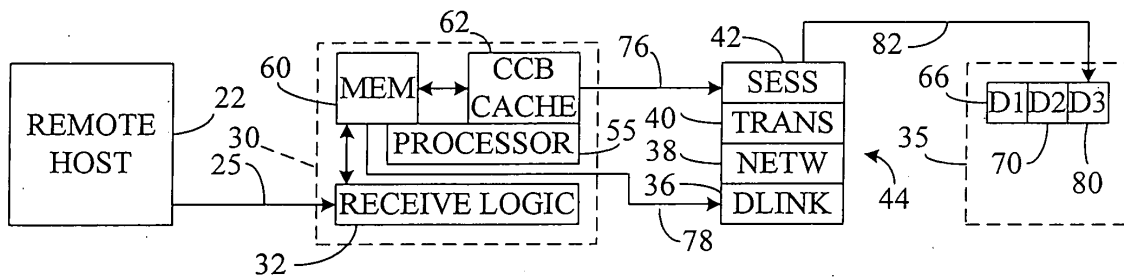 62
42
82
76
60
MEM
CCB
CACHE
SESS
66
D1
D2
D3
REMOTE
HOST
22
30
PROCESSOR
55
40
TRANS
35
70
80
25
38
NETW
44
RECEIVE LOGIC
36
DLINK
32
78